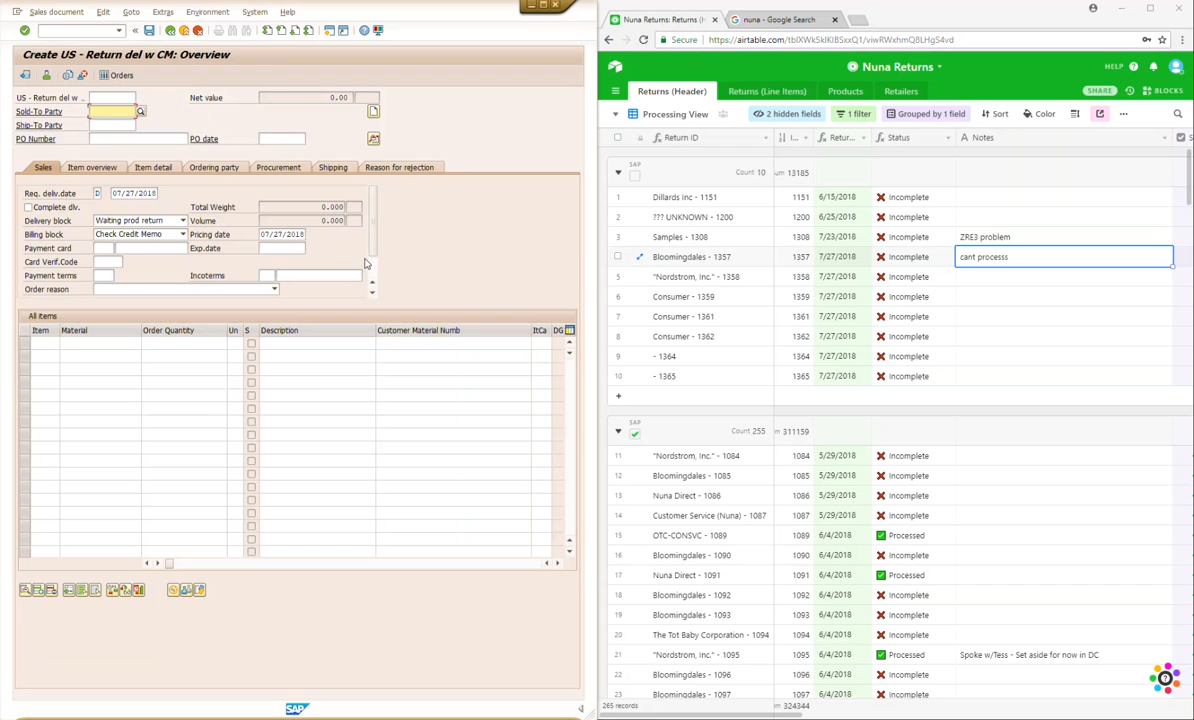 Sales document Edit Goto Extras Environment System Help
Create US - Return del w CM: Overview
Orders
US - Return del w ..
Net value 0.00
Sold-To Party
Ship-To Party
PO Number
PO date
Sales Item overview Item detail Ordering party Procurement Shipping Reason for rejection
Req. deliv.date D 07/27/2018
Complete dlv.
Total Weight 0.000
Delivery block Waiting prod return
Volume 0.000
Billing block Check Credit Memo
Pricing date 07/27/2018
Payment card
Exp.date
Card Verif.Code
Payment terms
Incoterms
Order reason
All items
Item Material Order Quantity Un S Description Customer Material Numb ItCa DG
SAP
Nuna Returns: Returns (H
nuna - Google Search
Secure https://airtable.com/tblXWk5kIKIBSxxQ1/viwRWxhmQ8LHgS4vd
Nuna Returns
HELP
Returns (Header) Returns (Line Items) Products Retailers
SHARE BLOCKS
Processing View 2 hidden fields 1 filter Grouped by 1 field Sort Color
Return ID I... Retur... Status Notes S
SAP
Count 10 m 13185
1 Dillards Inc - 1151 1151 6/15/2018 Incomplete
2 ??? UNKNOWN - 1200 1200 6/25/2018 Incomplete
3 Samples - 1308 1308 7/23/2018 Incomplete ZRE3 problem
Bloomingdales - 1357 1357 7/27/2018 Incomplete cant processs
5 "Nordstrom, Inc." - 1358 1358 7/27/2018 Incomplete
6 Consumer - 1359 1359 7/27/2018 Incomplete
7 Consumer - 1361 1361 7/27/2018 Incomplete
8 Consumer - 1362 1362 7/27/2018 Incomplete
9 - 1364 1364 7/27/2018 Incomplete
10 - 1365 1365 7/27/2018 Incomplete
+
SAP
Count 255 m 311159
11 "Nordstrom, Inc." - 1084 1084 5/29/2018 Incomplete
12 Bloomingdales - 1085 1085 5/29/2018 Incomplete
13 Nuna Direct - 1086 1086 5/29/2018 Incomplete
14 Customer Service (Nuna) - 1087 1087 5/29/2018 Incomplete
15 OTC-CONSVC - 1089 1089 6/4/2018 Processed
16 Bloomingdales - 1090 1090 6/4/2018 Incomplete
17 Nuna Direct - 1091 1091 6/4/2018 Processed
18 Bloomingdales - 1092 1092 6/4/2018 Incomplete
19 Bloomingdales - 1093 1093 6/4/2018 Incomplete
20 The Tot Baby Corporation - 1094 1094 6/4/2018 Incomplete
21 "Nordstrom, Inc." - 1095 1095 6/4/2018 Processed Spoke w/Tess - Set aside for now in DC
22 Bloomingdales - 1096 1096 6/4/2018 Incomplete
23 Bloomingdales - 1097 1097 6/4/2018 Incomplete
265 records m 324344